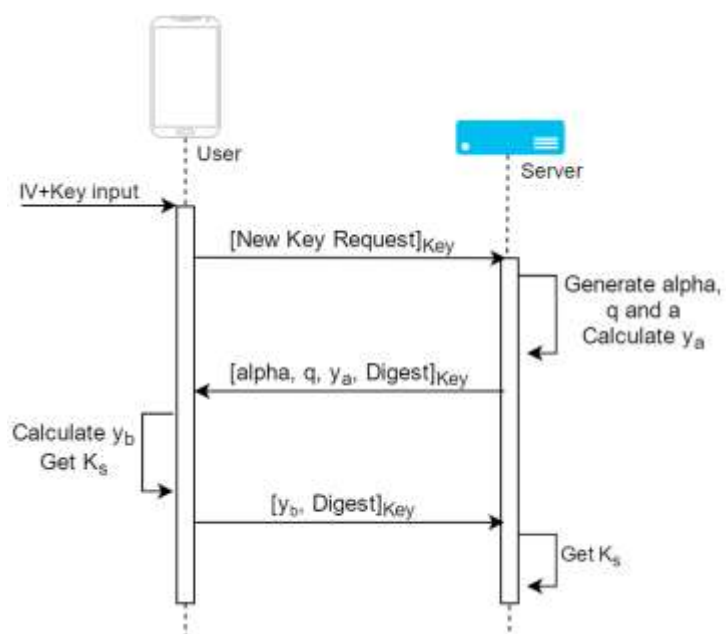 User
Server
IV+Key input
[New Key Request]Key
Generate alpha,
q and a
Calculate ya
[alpha, q, ya, Digest]Key
Calculate yb
Get Ks
[yb, Digest]Key
Get Ks